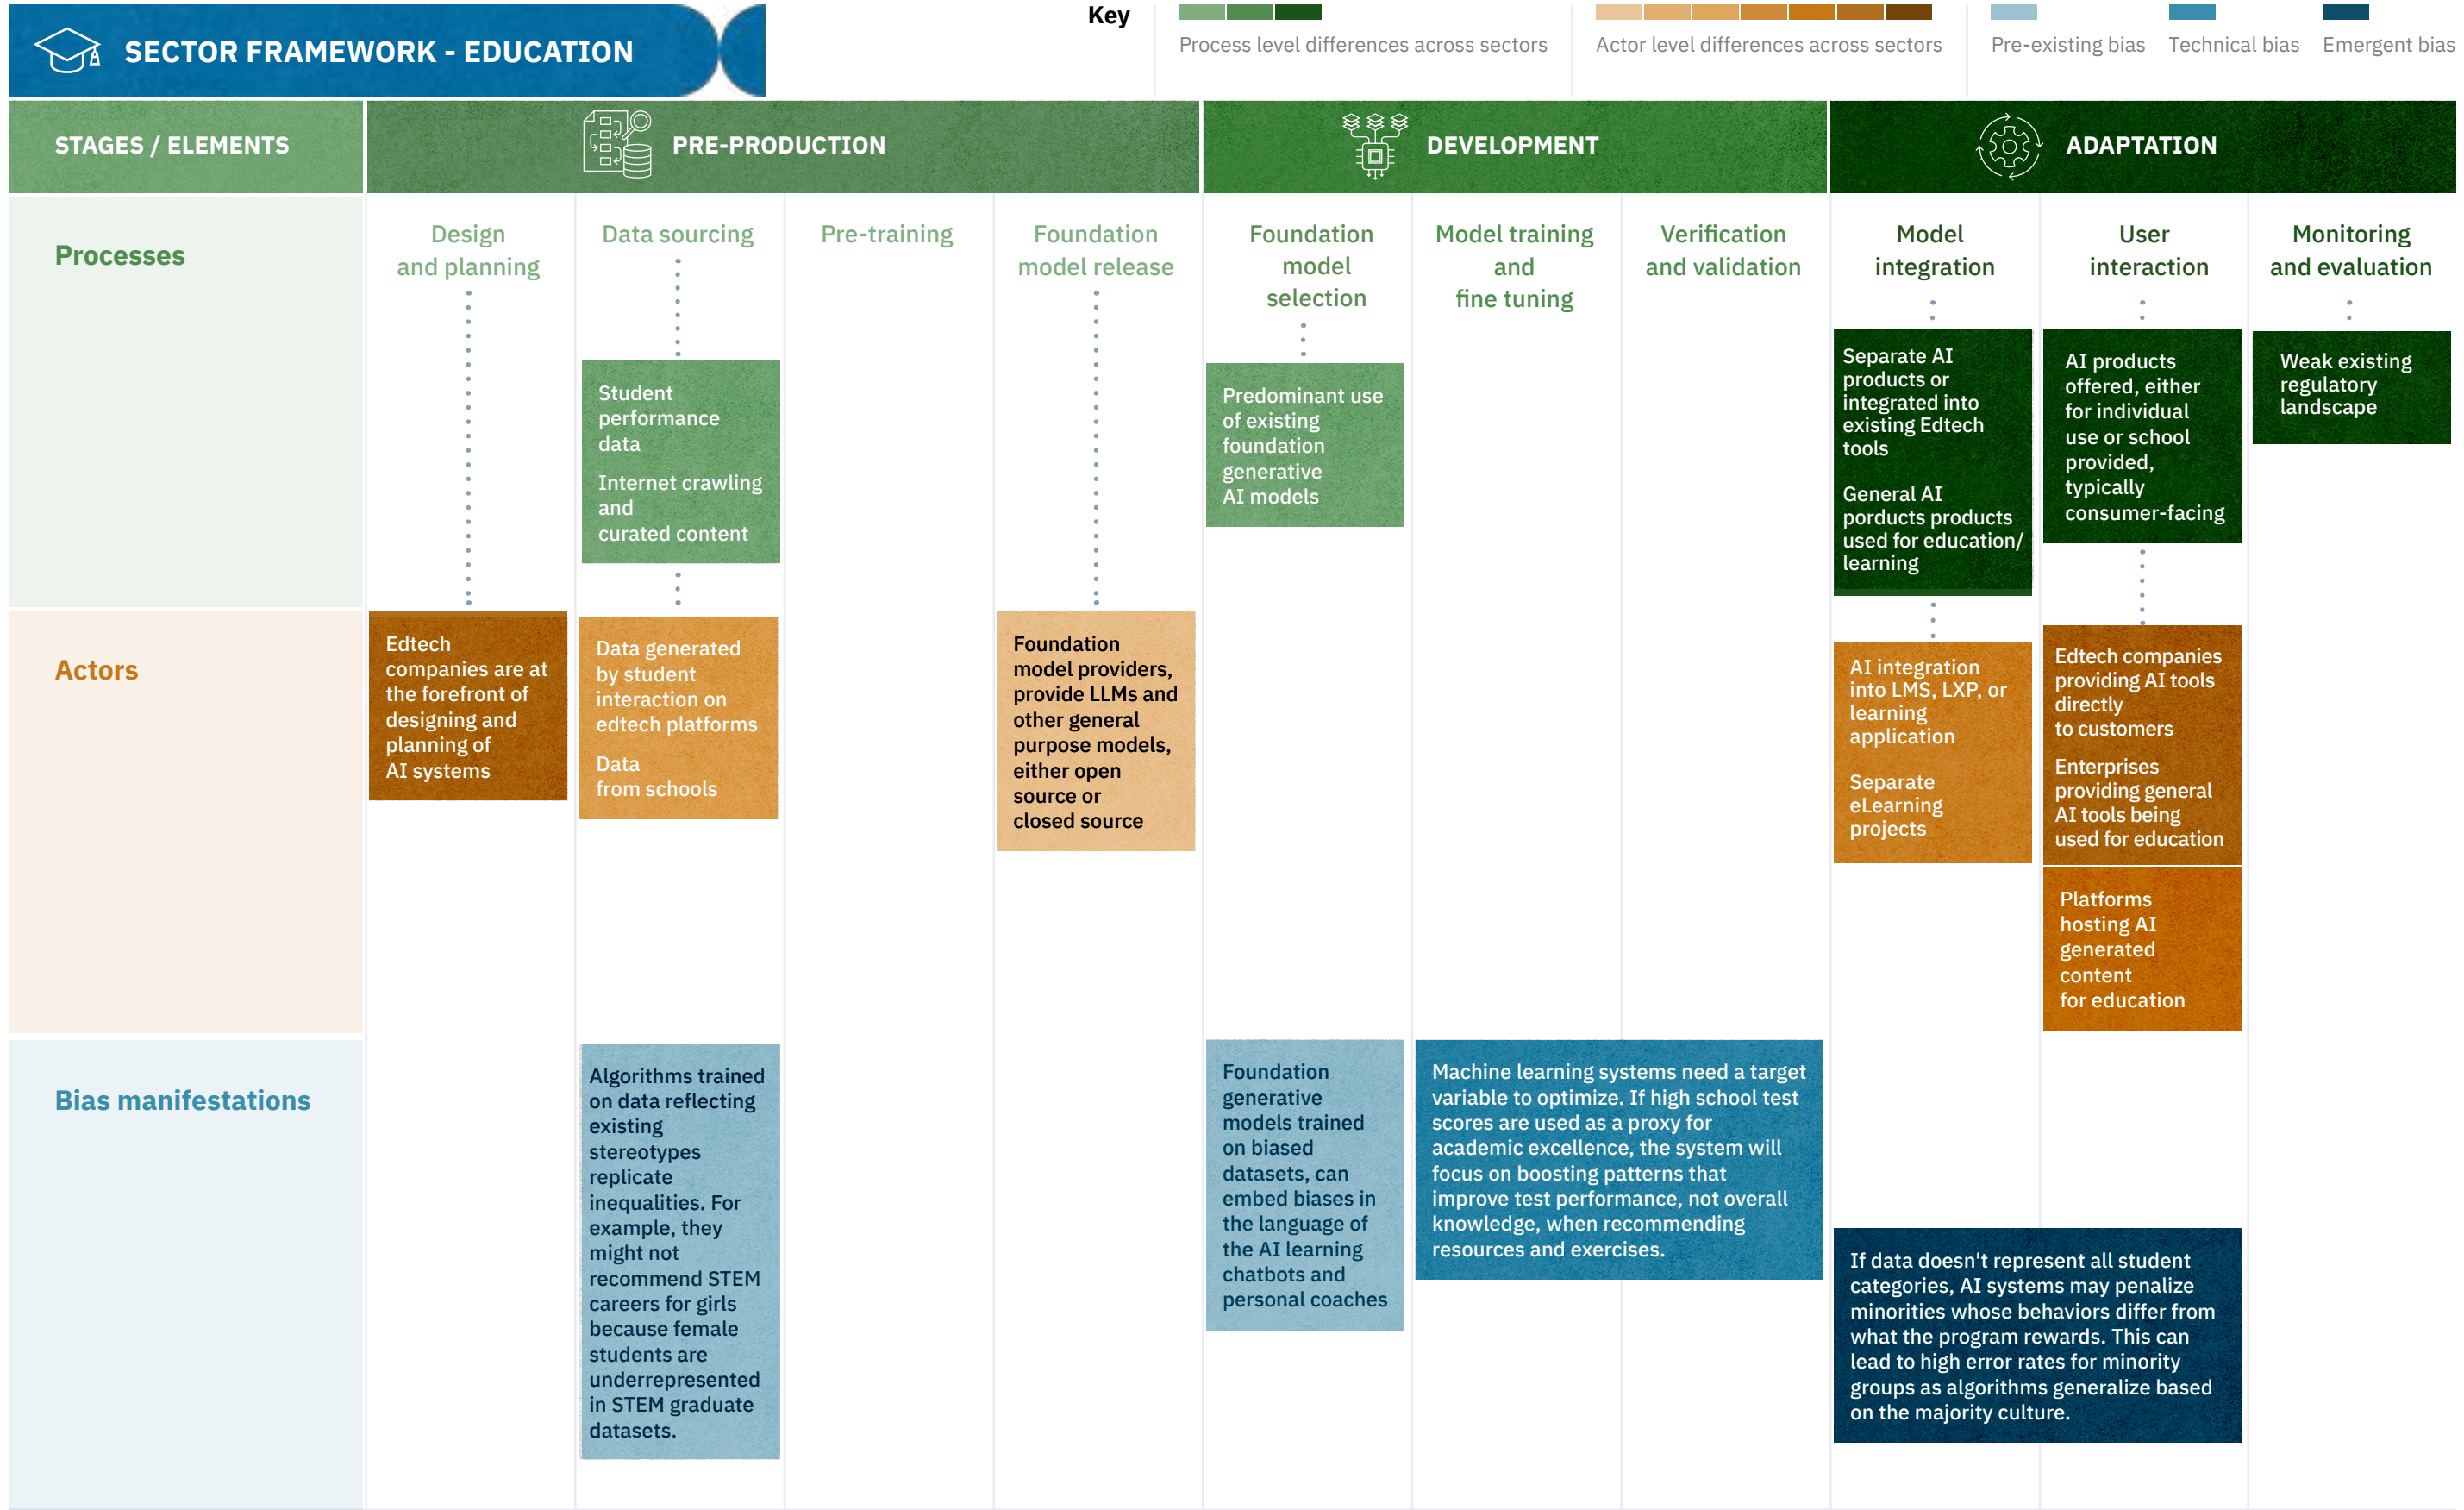 SECTOR FRAMEWORK - EDUCATION
Key
Process level differences across sectors
Actor level differences across sectors
Pre-existing bias
Technical bias
Emergent bias
STAGES / ELEMENTS
PRE-PRODUCTION
DEVELOPMENT
ADAPTATION
Processes
Design
and planning
Data sourcing
Pre-training
Foundation
model release
Foundation
model
selection
Model training
and
fine tuning
Verification
and validation
Model
integration
User
interaction
Monitoring
and evaluation
Student
performance
data
Internet crawling
and
curated content
Predominant use
of existing
foundation
generative
AI models
Separate AI
products or
integrated into
existing Edtech
tools
General AI
porducts products
used for education/
learning
AI products
offered, either
for individual
use or school
provided,
typically
consumer-facing
Weak existing
regulatory
landscape
Actors
Edtech
companies are at
the forefront of
designing and
planning of
AI systems
Data generated
by student
interaction on
edtech platforms
Data
from schools
Foundation
model providers,
provide LLMs and
other general
purpose models,
either open
source or
closed source
AI integration
into LMS, LXP, or
learning
application
Separate
eLearning
projects
Edtech companies
providing AI tools
directly
to customers
Enterprises
providing general
AI tools being
used for education
Platforms
hosting AI
generated
content
for education
Bias manifestations
Algorithms trained
on data reflecting
existing
stereotypes
replicate
inequalities. For
example, they
might not
recommend STEM
careers for girls
because female
students are
underrepresented
in STEM graduate
datasets.
Foundation
generative
models trained
on biased
datasets, can
embed biases in
the language of
the AI learning
chatbots and
personal coaches
Machine learning systems need a target
variable to optimize. If high school test
scores are used as a proxy for
academic excellence, the system will
focus on boosting patterns that
improve test performance, not overall
knowledge, when recommending
resources and exercises.
If data doesn't represent all student
categories, AI systems may penalize
minorities whose behaviors differ from
what the program rewards. This can
lead to high error rates for minority
groups as algorithms generalize based
on the majority culture.